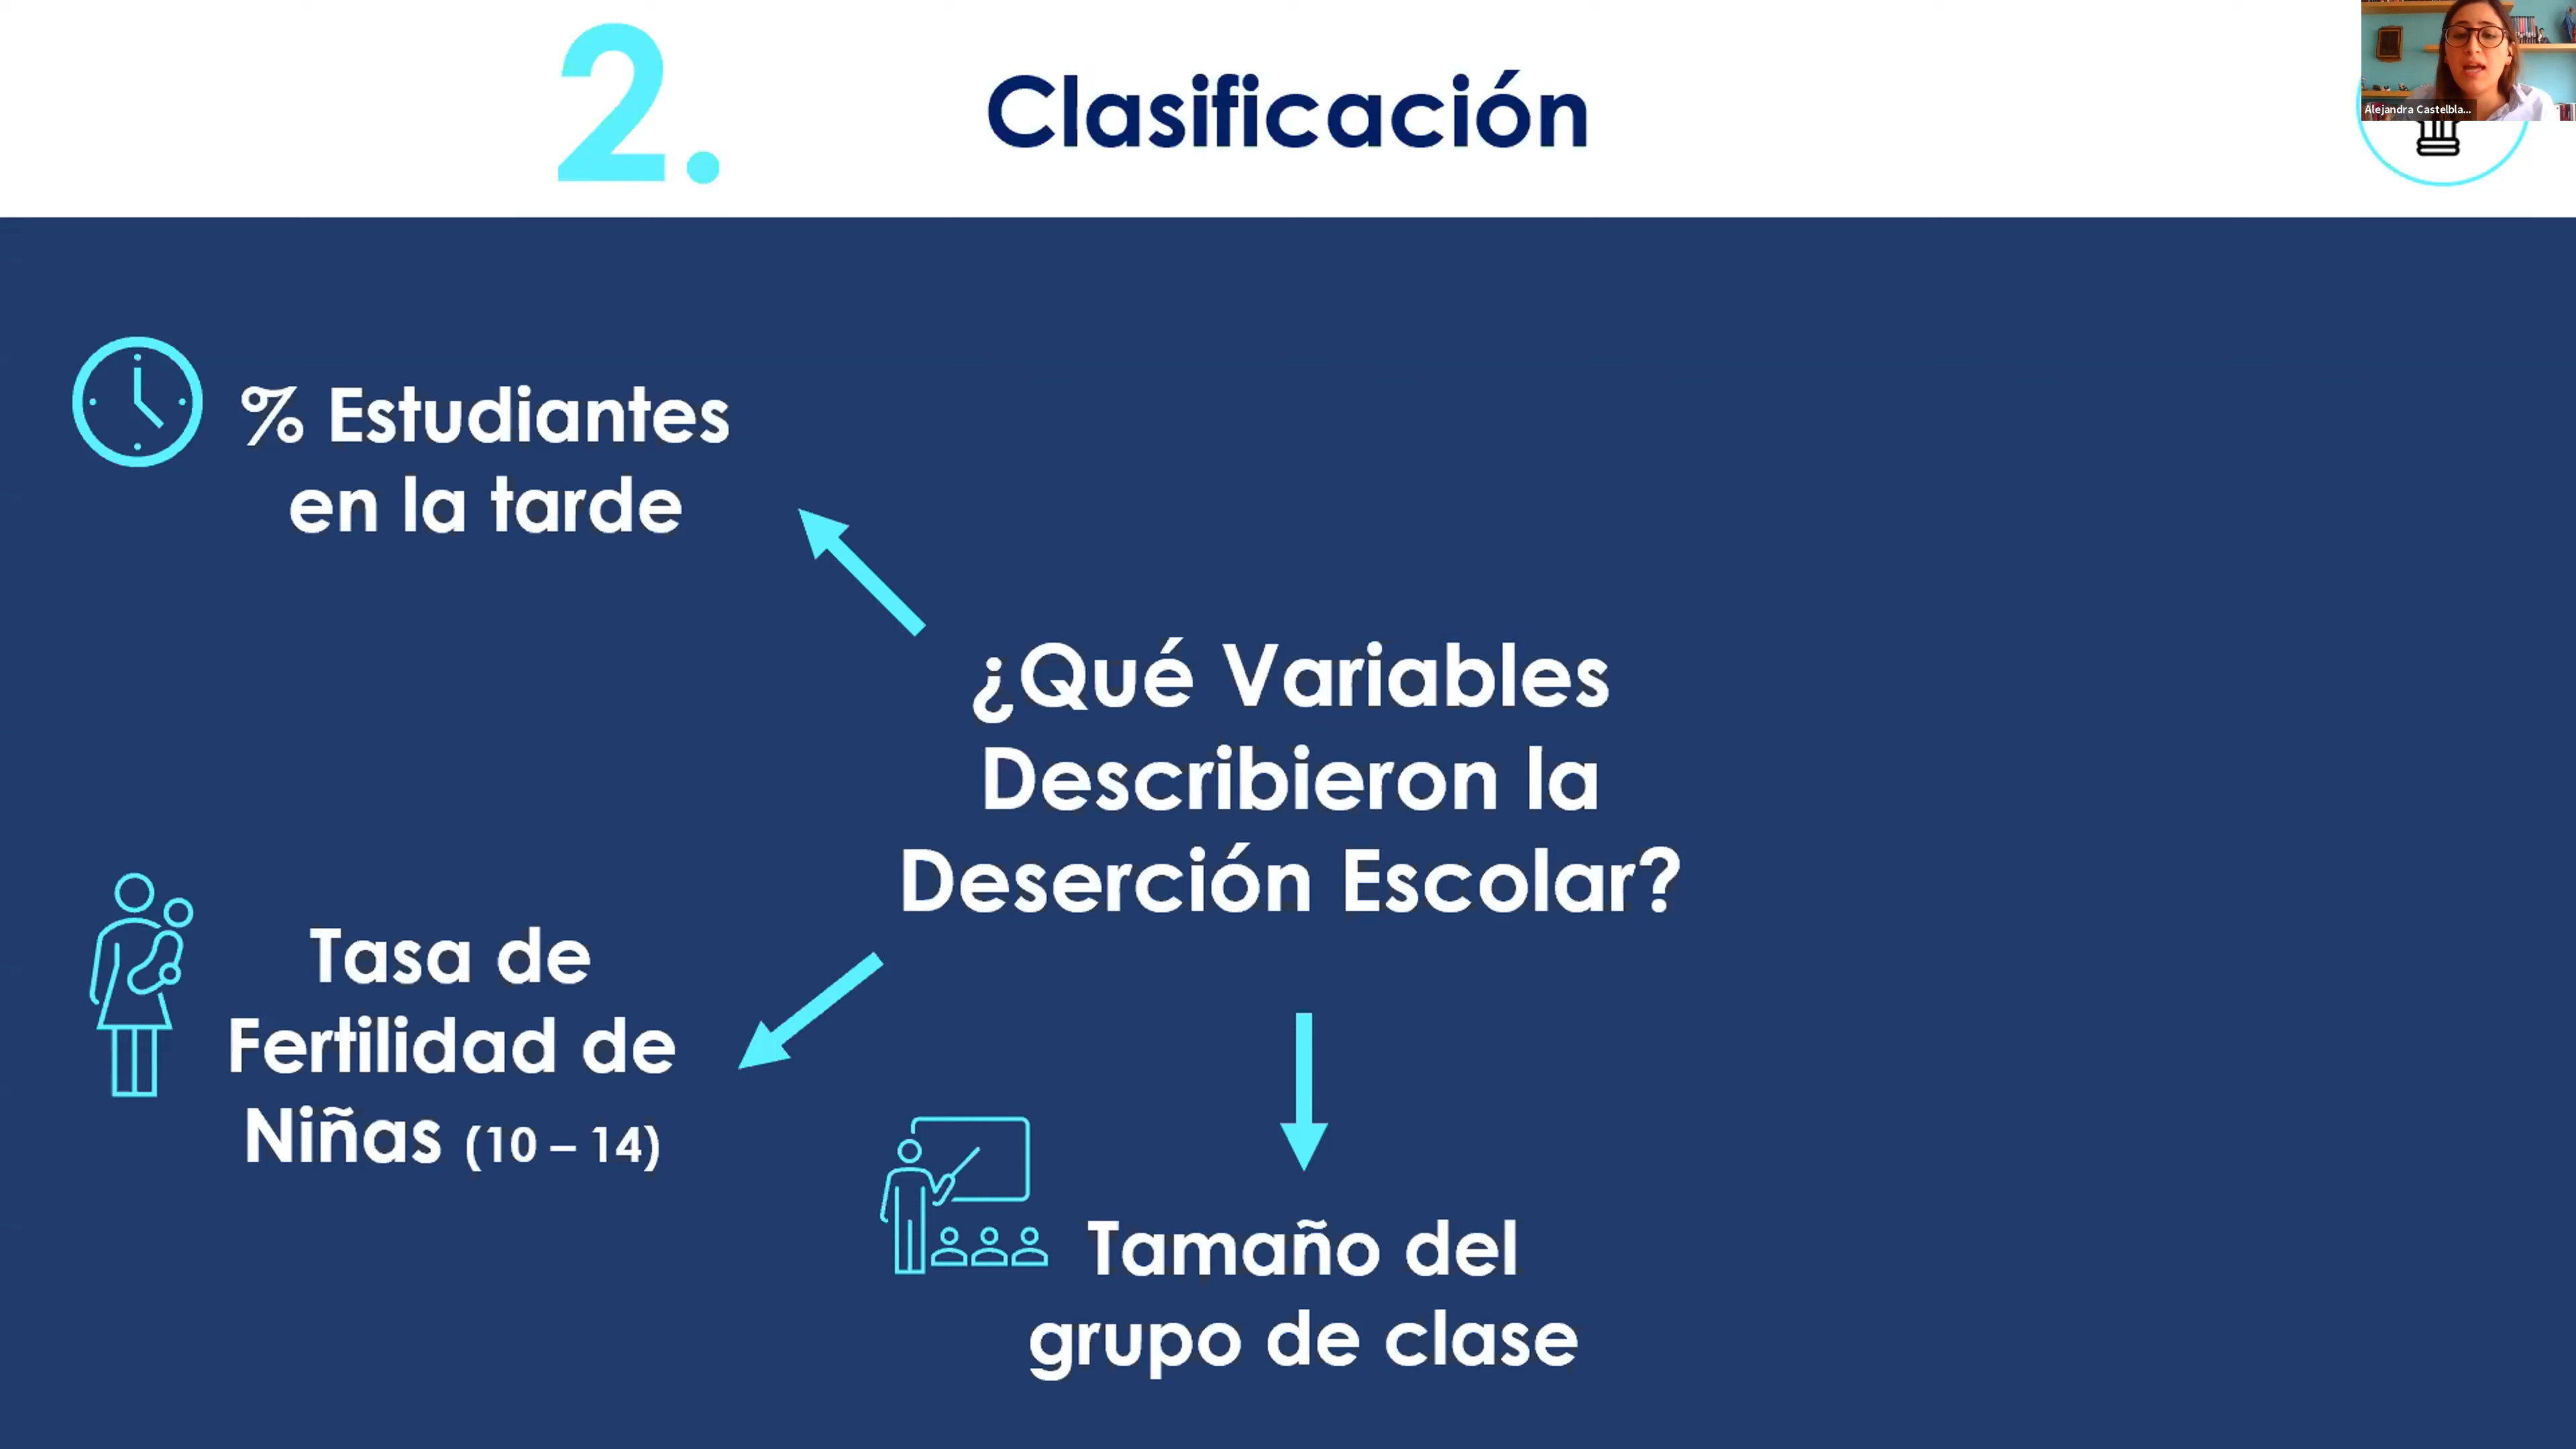 2.
Clasificación
Alejandra Castelbla...
% Estudiantes
en la tarde
¿Qué Variables
Describieron la
Deserción Escolar?
Tasa de
Fertilidad de
Niñas (10 – 14)
Tamaño del
grupo de clase